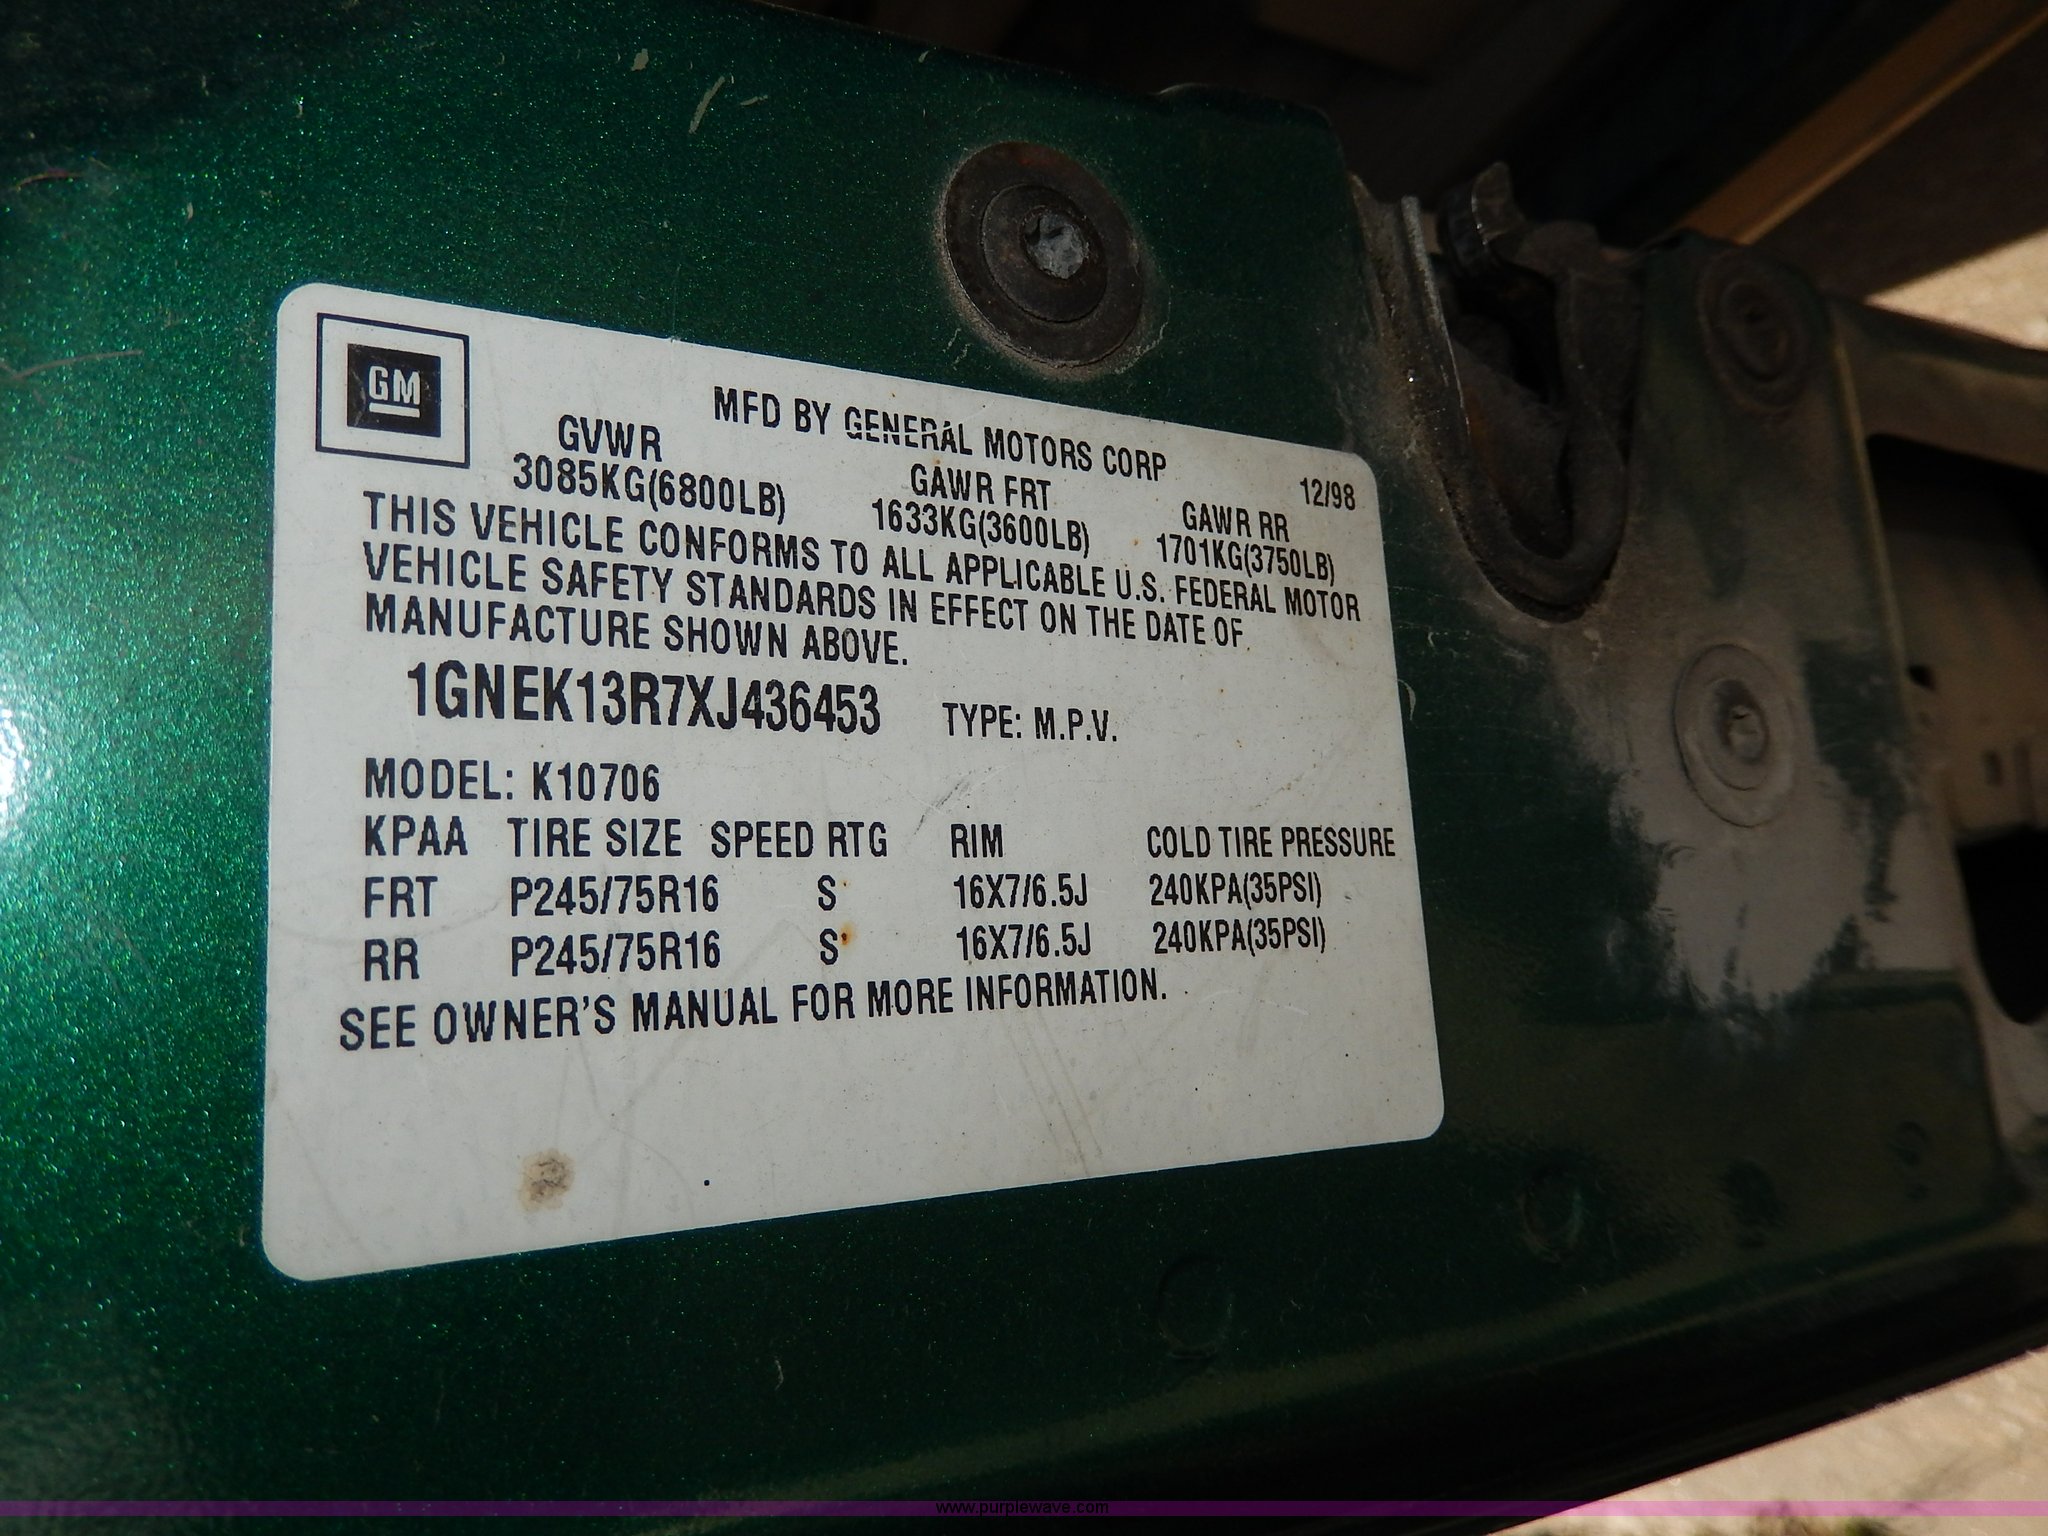 GM
MFD BY GENERAL MOTORS CORP
12/98
GVWR GAWR FRT GAWR RR
3085KG(6800LB) 1633KG(3600LB) 1701KG(3750LB)
THIS VEHICLE CONFORMS TO ALL APPLICABLE U.S. FEDERAL MOTOR
VEHICLE SAFETY STANDARDS IN EFFECT ON THE DATE OF
MANUFACTURE SHOWN ABOVE.
1GNEK13R7XJ436453 TYPE: M.P.V.
MODEL: K10706
KPAA TIRE SIZE SPEED RTG RIM COLD TIRE PRESSURE
FRT P245/75R16 S 16X7/6.5J 240KPA(35PSI)
RR P245/75R16 S 16X7/6.5J 240KPA(35PSI)
SEE OWNER'S MANUAL FOR MORE INFORMATION.
www.purplewave.com